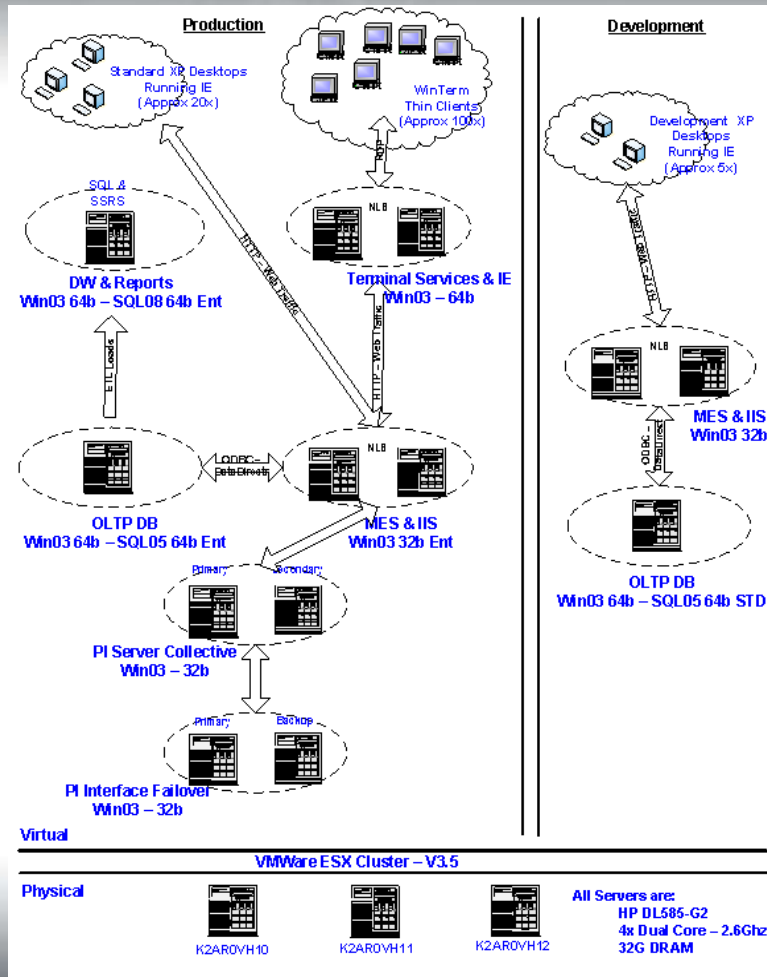 Production
Development
Standard XP Desktops
Running IE
(Approx 20x)
WinTerm
Thin Clients
(Approx 100x)
Development XP
Desktops
Running IE
(Approx 5x)
RDP
SQL &
SSRS
NLB
DW & Reports
Win03 64b – SQL08 64b Ent
Terminal Services & IE
Win03 – 64b
HTTP – Web Traffic
HTTP – Web Traffic
HTTP – Web Traffic
ETL Loads
NLB
MES & IIS
Win03 32b
ODBC –
DataDirect
NLB
ODBC –
DataDirect
OLTP DB
Win03 64b – SQL05 64b Ent
MES & IIS
Win03 32b Ent
OLTP DB
Win03 64b – SQL05 64b STD
Primary
Secondary
PI Server Collective
Win03 – 32b
Primary
Backup
PI Interface Failover
Win03 – 32b
Virtual
VMWare ESX Cluster – V3.5
Physical
K2AR0VH10
K2AR0VH11
K2AR0VH12
All Servers are:
HP DL585-G2
4x Dual Core – 2.6Ghz
32G DRAM